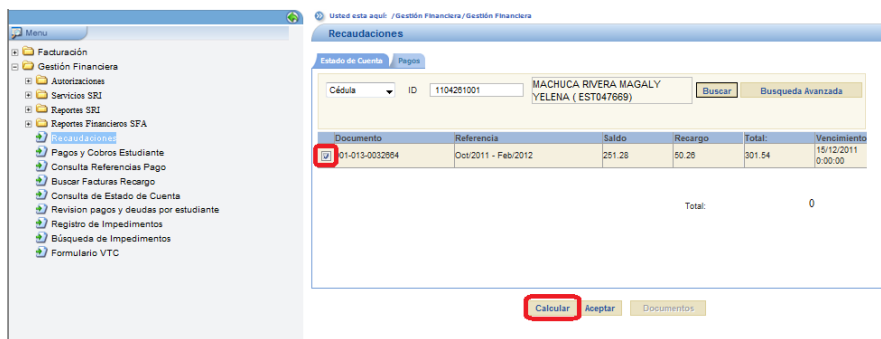 Usted esta aquí: /Gestión Financiera/Gestión Financiera
Menu
Facturación
Gestión Financiera
Autorizaciones
Servicios SRI
Reportes SRI
Reportes Financieros SFA
Recaudaciones
Pagos y Cobros Estudiante
Consulta Referencias Pago
Buscar Facturas Recargo
Consulta de Estado de Cuenta
Revision pagos y deudas por estudiante
Registro de Impedimentos
Búsqueda de Impedimentos
Formulario VTC
Recaudaciones
Estado de Cuenta Pagos
Cédula ID 1104261001 MACHUCA RIVERA MAGALY
YELENA ( EST047669) Buscar Busqueda Avanzada
Documento Referencia Saldo Recargo Total: Vencimiento
01-013-0032664 Oct/2011 - Feb/2012 251.28 50.26 301.54 15/12/2011
0:00:00
Total: 0
Calcular Aceptar Documentos